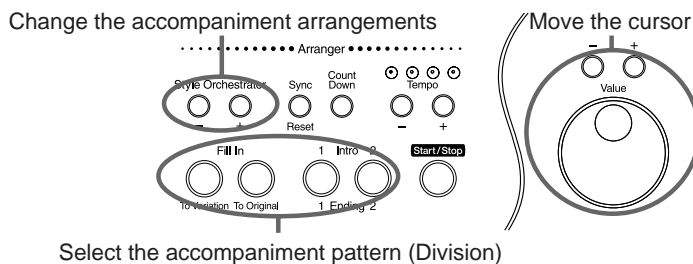 Change the accompaniment arrangements
Move the cursor
Arranger
Style Orchestrator
Sync
Count
Down
Tempo
- +
Reset
- +
Fill In
1 Intro 2
Start/Stop
To Variation To Original
1 Ending 2
- +
Value
Select the accompaniment pattern (Division)